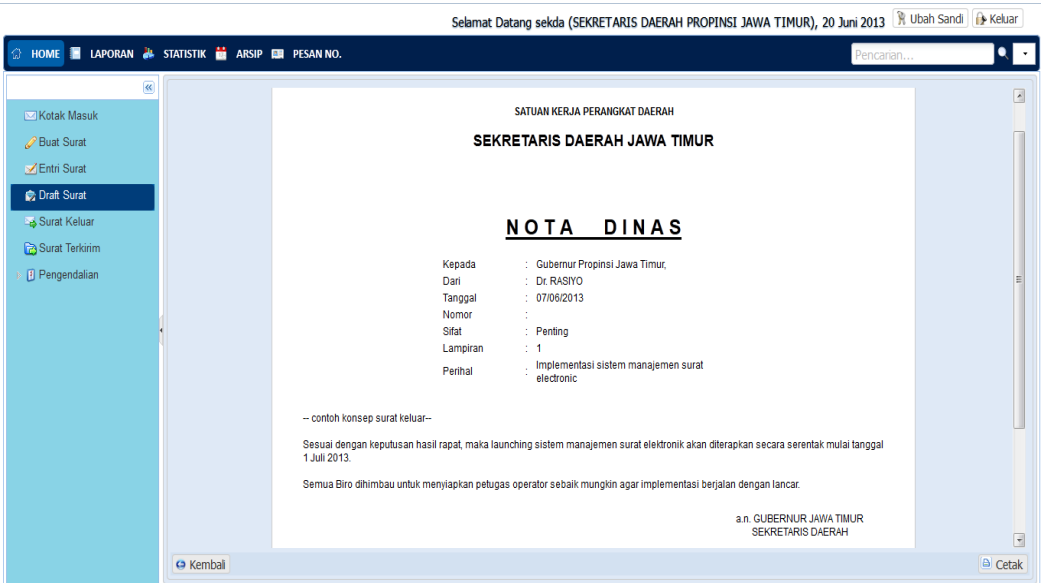 Selamat Datang sekda (SEKRETARIS DAERAH PROPINSI JAWA TIMUR), 20 Juni 2013 Ubah Sandi Keluar
HOME LAPORAN STATISTIK ARSIP PESAN NO. Pencarian...
Kotak Masuk
Buat Surat
Entri Surat
Draft Surat
Surat Keluar
Surat Terkirim
Pengendalian
SATUAN KERJA PERANGKAT DAERAH
SEKRETARIS DAERAH JAWA TIMUR
NOTA DINAS
Kepada : Gubernur Propinsi Jawa Timur,
Dari : Dr. RASIYO
Tanggal : 07/06/2013
Nomor :
Sifat : Penting
Lampiran : 1
Perihal : Implementasi sistem manajemen surat
electronic
-- contoh konsep surat keluar--
Sesuai dengan keputusan hasil rapat, maka launching sistem manajemen surat elektronik akan diterapkan secara serentak mulai tanggal
1 Juli 2013.
Semua Biro dihimbau untuk menyiapkan petugas operator sebaik mungkin agar implementasi berjalan dengan lancar.
a.n. GUBERNUR JAWA TIMUR
SEKRETARIS DAERAH
Kembali Cetak